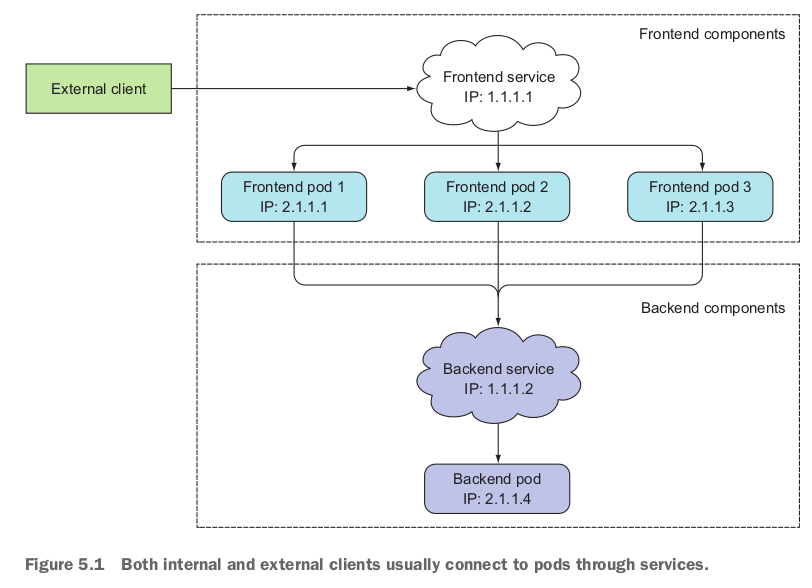 Frontend components
External client
Frontend service
IP: 1.1.1.1
Frontend pod 1
IP: 2.1.1.1
Frontend pod 2
IP: 2.1.1.2
Frontend pod 3
IP: 2.1.1.3
Backend components
Backend service
IP: 1.1.1.2
Backend pod
IP: 2.1.1.4
Figure 5.1 Both internal and external clients usually connect to pods through services.